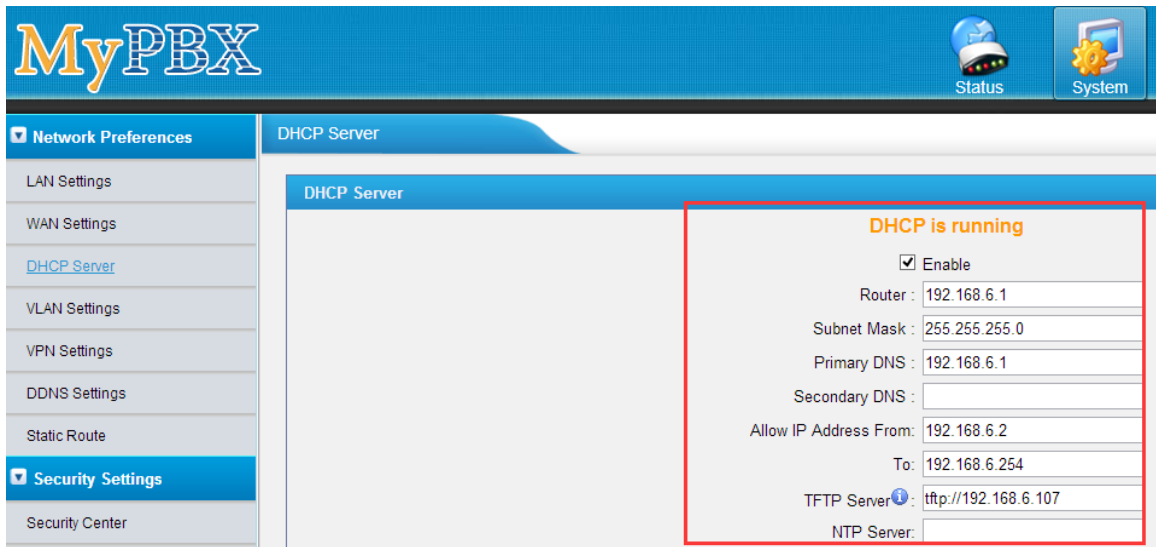 MyPBX
Status
System
Network Preferences
DHCP Server
LAN Settings
DHCP Server
WAN Settings
DHCP is running
DHCP Server
Enable
Router : 192.168.6.1
VLAN Settings
Subnet Mask : 255.255.255.0
VPN Settings
Primary DNS : 192.168.6.1
DDNS Settings
Secondary DNS :
Static Route
Allow IP Address From: 192.168.6.2
To: 192.168.6.254
Security Settings
TFTP Server : tftp://192.168.6.107
Security Center
NTP Server: